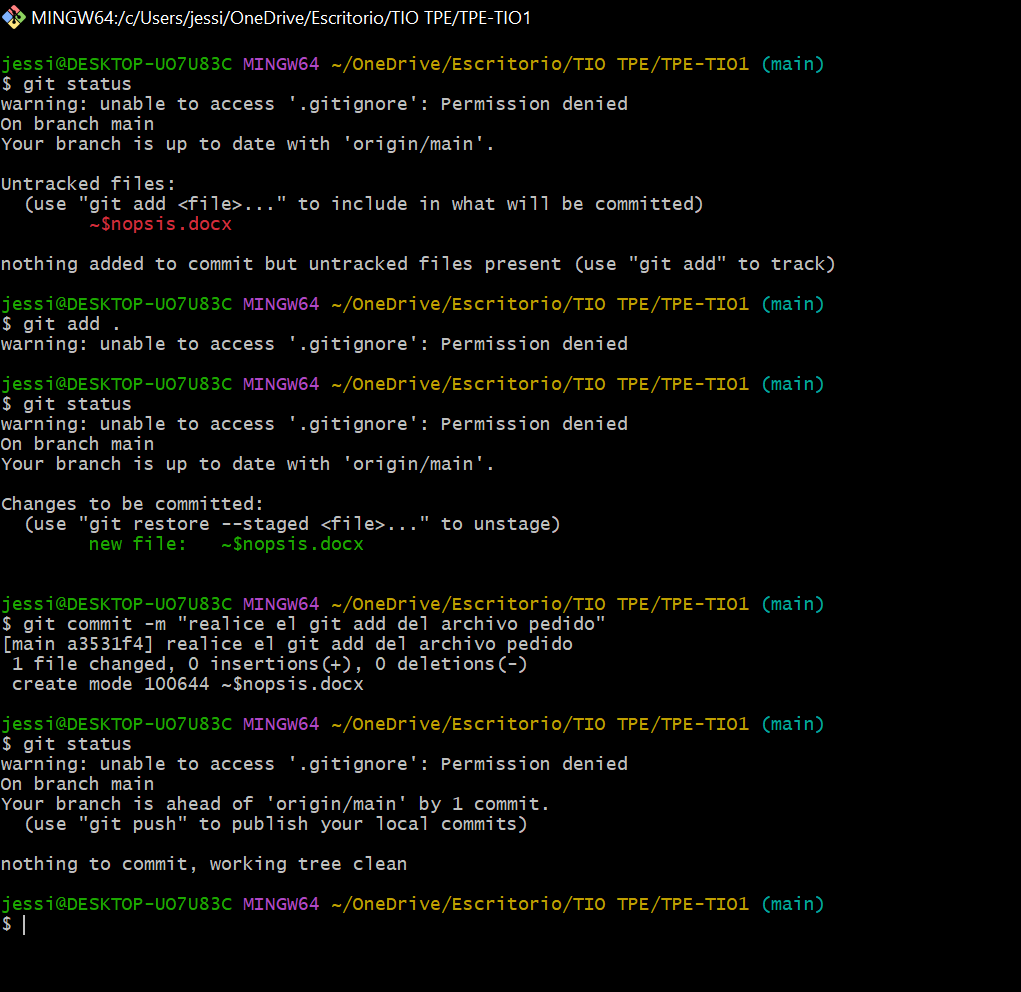 MINGW64:/c/Users/jessi/OneDrive/Escritorio/TIO TPE/TPE-TIO1
jessi@DESKTOP-UO7U83C MINGW64 ~/OneDrive/Escritorio/TIO TPE/TPE-TIO1 (main)
$ git status
warning: unable to access '.gitignore': Permission denied
On branch main
Your branch is up to date with 'origin/main'.
Untracked files:
  (use "git add <file>..." to include in what will be committed)
        ~$nopsis.docx
nothing added to commit but untracked files present (use "git add" to track)
jessi@DESKTOP-UO7U83C MINGW64 ~/OneDrive/Escritorio/TIO TPE/TPE-TIO1 (main)
$ git add .
warning: unable to access '.gitignore': Permission denied
jessi@DESKTOP-UO7U83C MINGW64 ~/OneDrive/Escritorio/TIO TPE/TPE-TIO1 (main)
$ git status
warning: unable to access '.gitignore': Permission denied
On branch main
Your branch is up to date with 'origin/main'.
Changes to be committed:
  (use "git restore --staged <file>..." to unstage)
        new file:   ~$nopsis.docx
jessi@DESKTOP-UO7U83C MINGW64 ~/OneDrive/Escritorio/TIO TPE/TPE-TIO1 (main)
$ git commit -m "realice el git add del archivo pedido"
[main a3531f4] realice el git add del archivo pedido
 1 file changed, 0 insertions(+), 0 deletions(-)
 create mode 100644 ~$nopsis.docx
jessi@DESKTOP-UO7U83C MINGW64 ~/OneDrive/Escritorio/TIO TPE/TPE-TIO1 (main)
$ git status
warning: unable to access '.gitignore': Permission denied
On branch main
Your branch is ahead of 'origin/main' by 1 commit.
  (use "git push" to publish your local commits)
nothing to commit, working tree clean
jessi@DESKTOP-UO7U83C MINGW64 ~/OneDrive/Escritorio/TIO TPE/TPE-TIO1 (main)
$